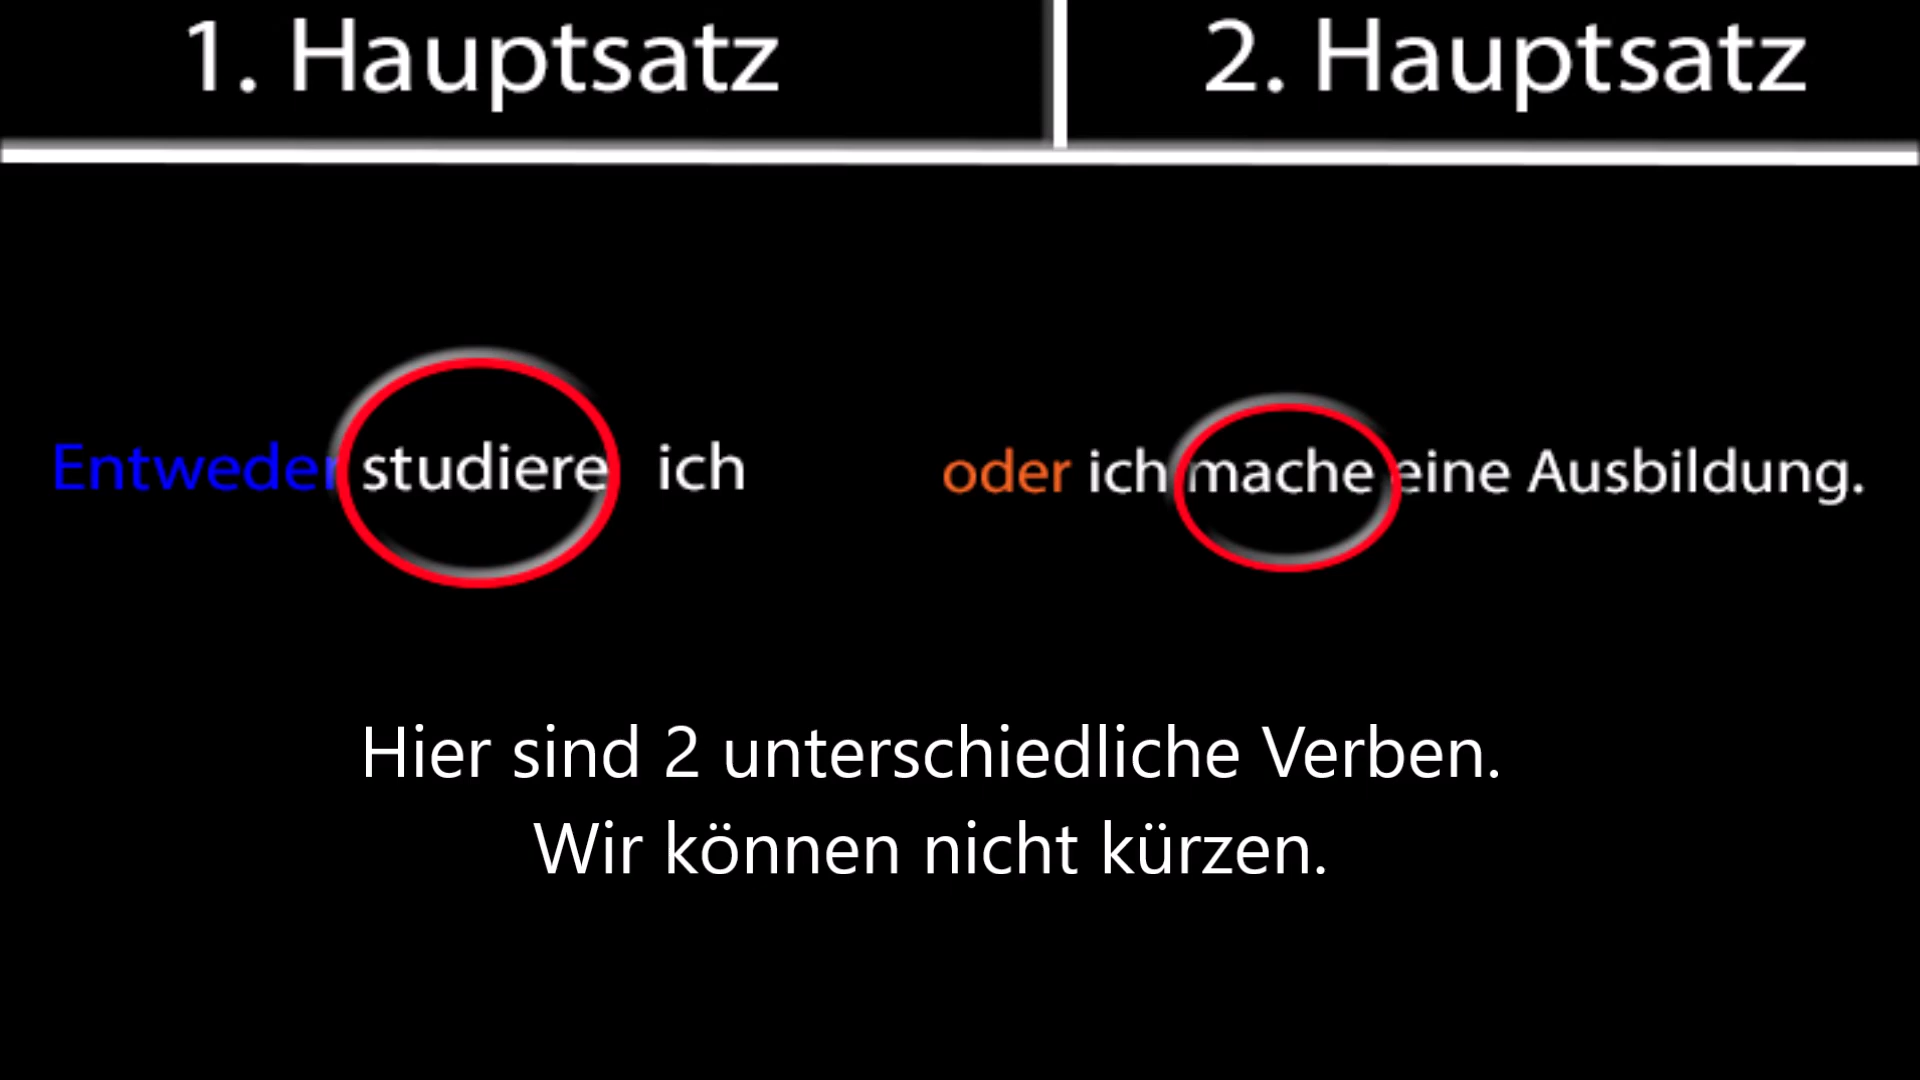 1. Hauptsatz
2. Hauptsatz
Entweder studiere ich
oder ich mache eine Ausbildung.
Hier sind 2 unterschiedliche Verben.
Wir können nicht kürzen.